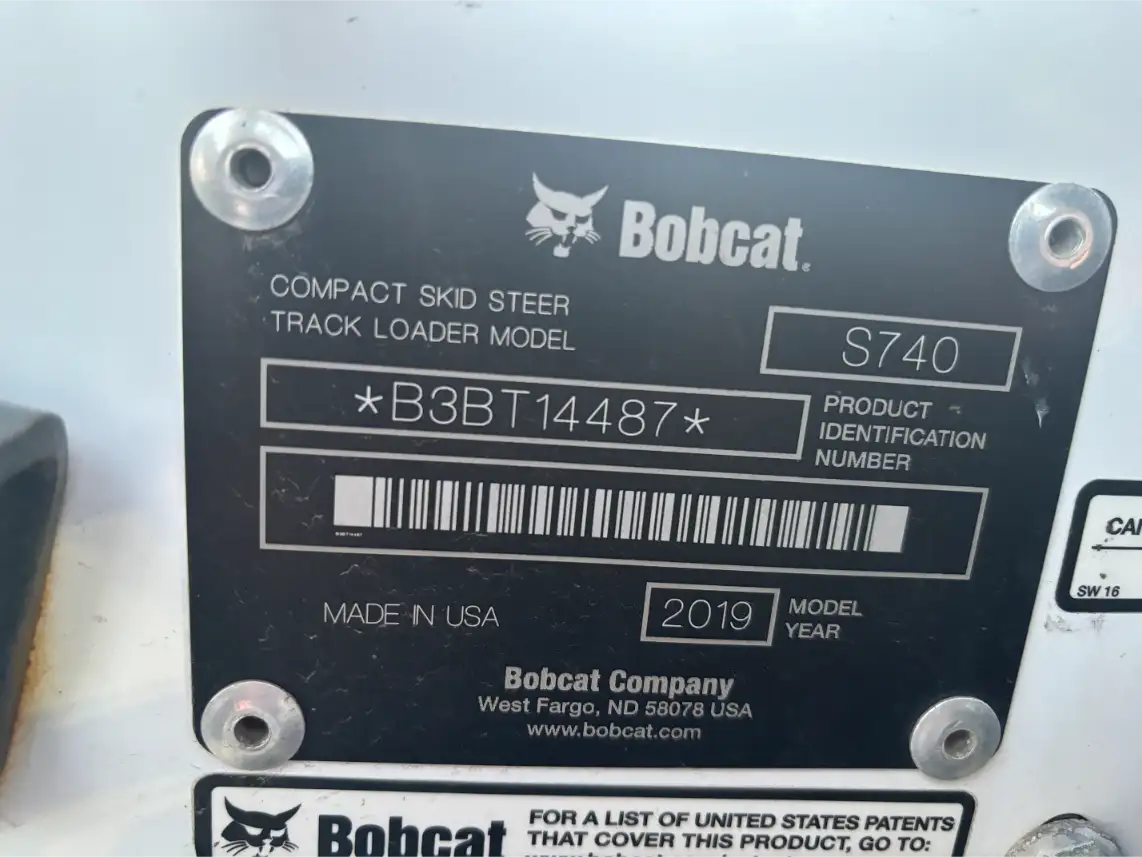 Bobcat®
COMPACT SKID STEER
TRACK LOADER MODEL
S740
*B3BT14487*
PRODUCT
IDENTIFICATION
NUMBER
B3BT14487
MADE IN USA
2019
MODEL
YEAR
Bobcat Company
West Fargo, ND 58078 USA
www.bobcat.com
SW 16
Bobcat
FOR A LIST OF UNITED STATES PATENTS
THAT COVER THIS PRODUCT, GO TO: